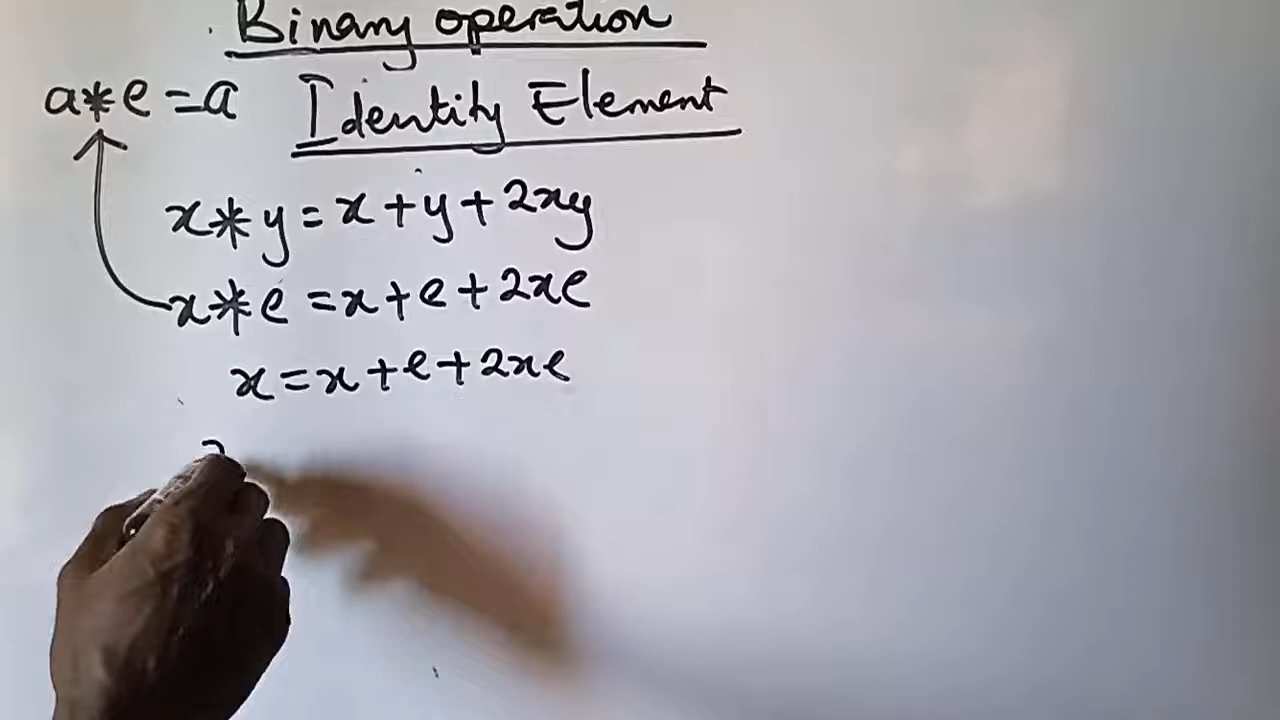 Binary operation
a*e=a Identity Element
x*y=x+y+2xy
x*e=x+e+2xe
x=x+e+2xe